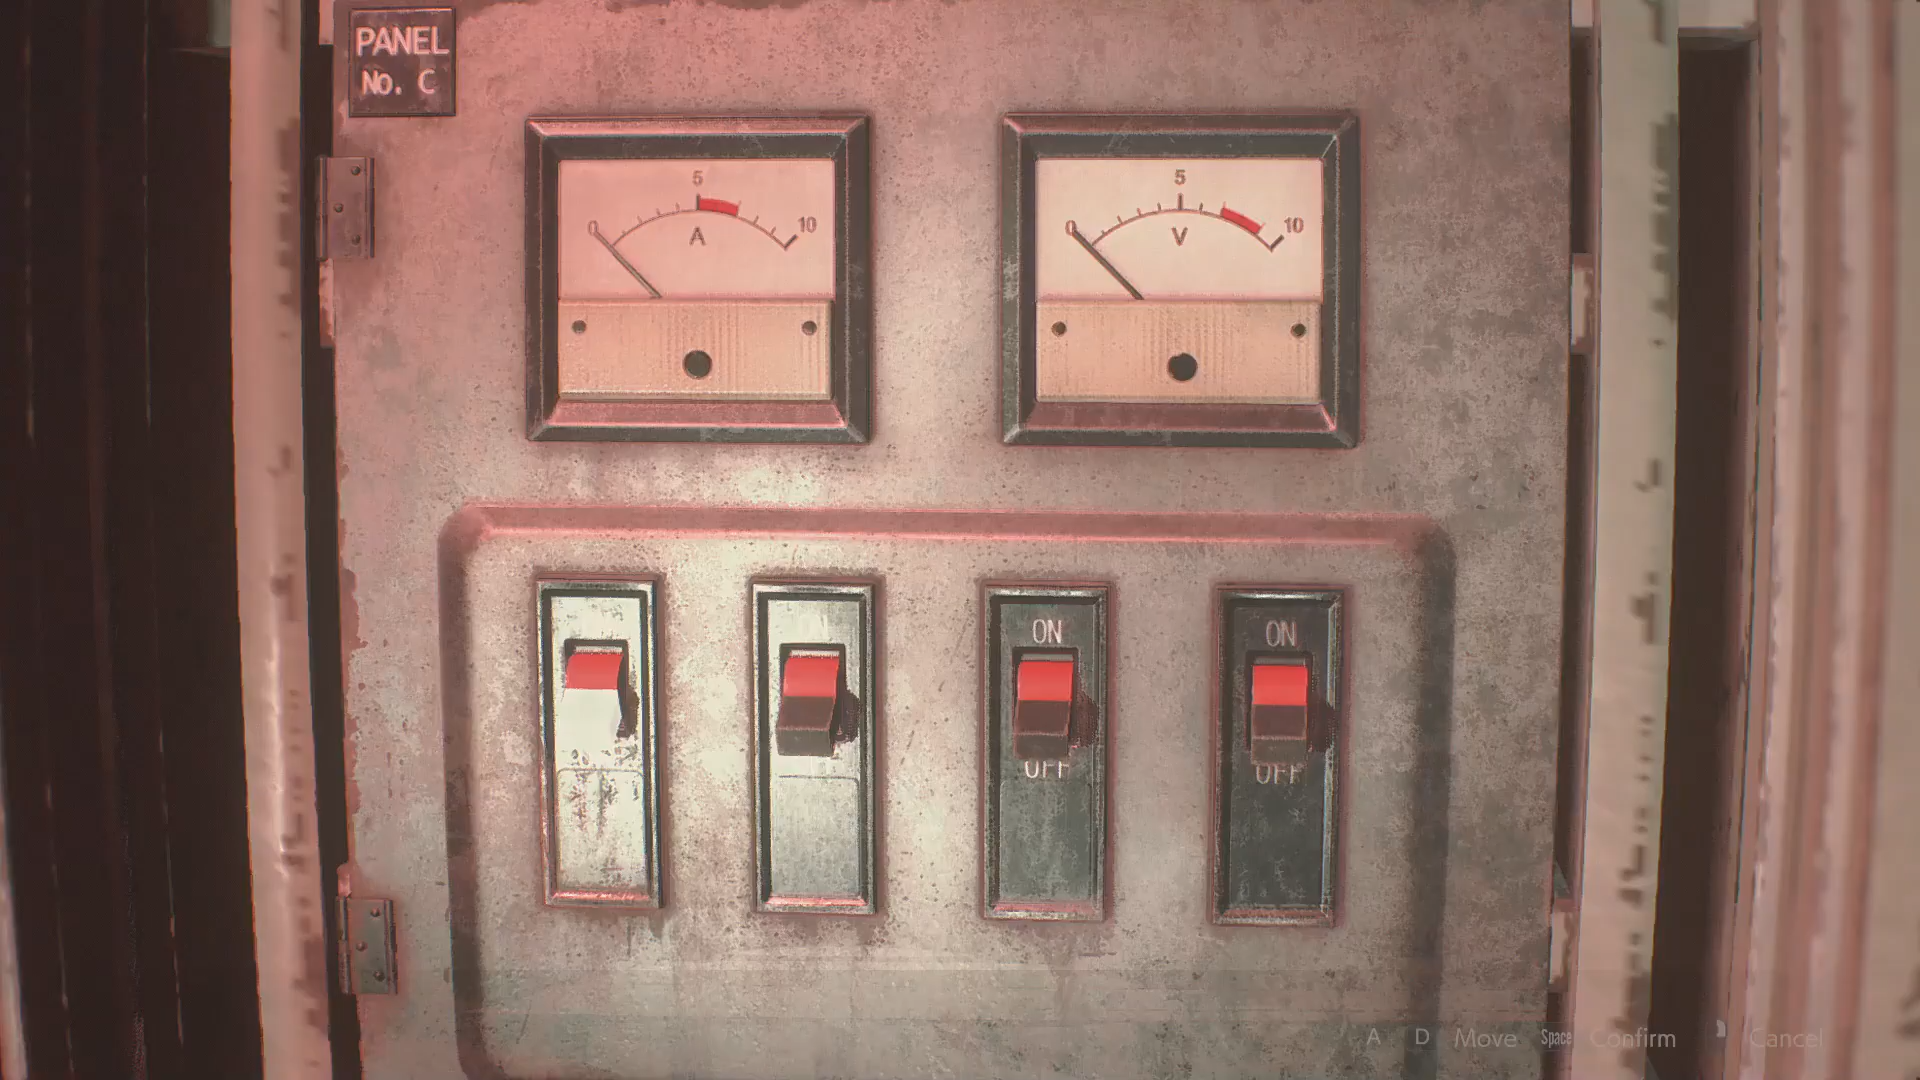 PANEL
No. C
5
0
10
A
5
0
10
V
ON
ON
OFF
OFF
A D Move Space Confirm Cancel